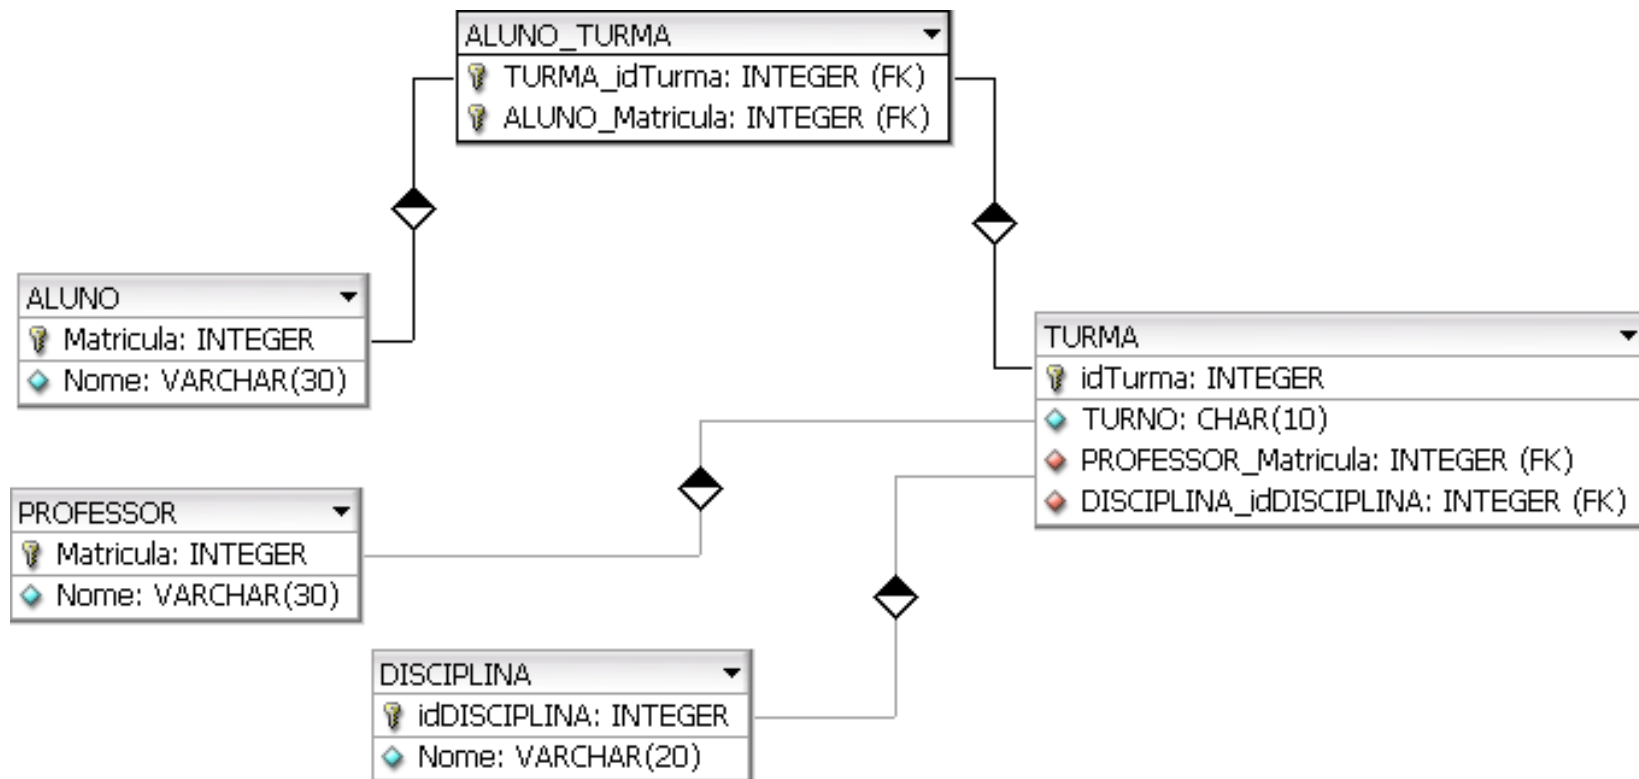 ALUNO_TURMA
TURMA_idTurma: INTEGER (FK)
ALUNO_Matricula: INTEGER (FK)
ALUNO
Matricula: INTEGER
Nome: VARCHAR(30)
TURMA
idTurma: INTEGER
TURNO: CHAR(10)
PROFESSOR_Matricula: INTEGER (FK)
DISCIPLINA_idDISCIPLINA: INTEGER (FK)
PROFESSOR
Matricula: INTEGER
Nome: VARCHAR(30)
DISCIPLINA
idDISCIPLINA: INTEGER
Nome: VARCHAR(20)